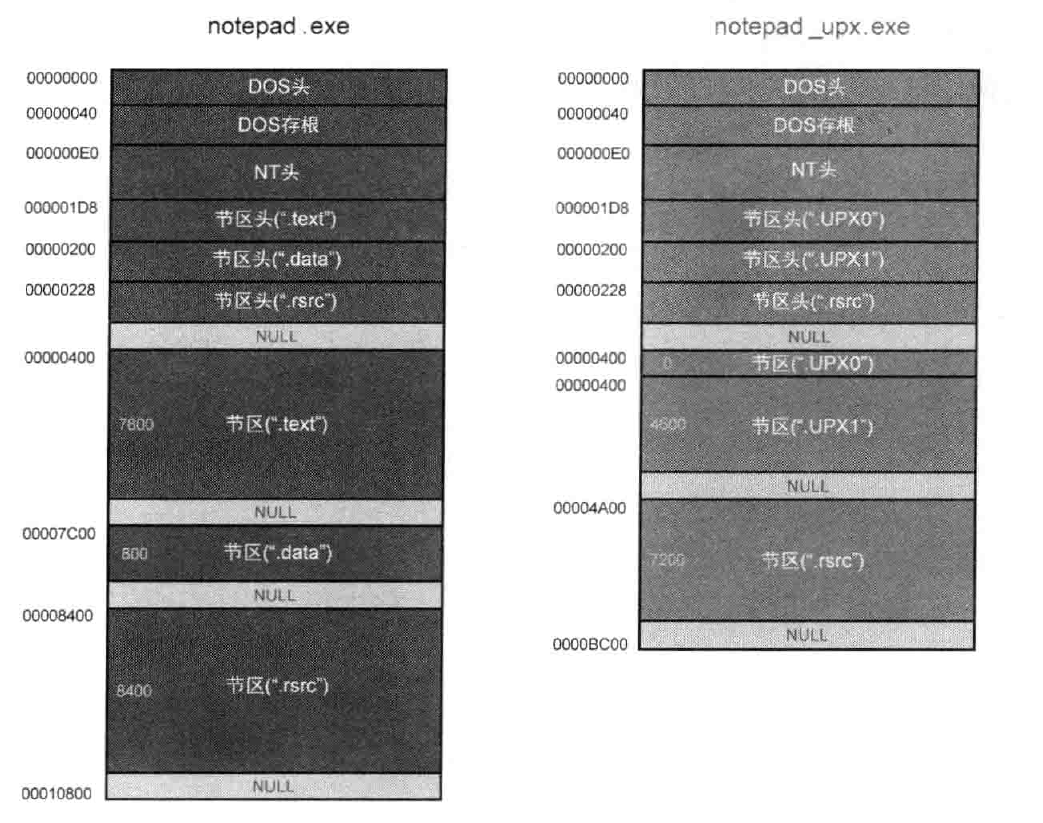 notepad .exe
00000000
DOS头
00000040
DOS存根
000000E0
NT头
000001D8
节区头(“.text”)
00000200
节区头(“.data”)
00000228
节区头(“.rsrc”)
NULL
00000400
7800
节区(“.text”)
NULL
00007C00
800
节区(“.data”)
NULL
00008400
8400
节区(“.rsrc”)
NULL
00010800
notepad _upx.exe
00000000
DOS头
00000040
DOS存根
000000E0
NT头
000001D8
节区头(“.UPX0”)
00000200
节区头(“.UPX1”)
00000228
节区头(“.rsrc”)
NULL
00000400
0
节区(“.UPX0”)
00000400
4600
节区(“.UPX1”)
NULL
00004A00
7200
节区(“.rsrc”)
NULL
0000BC00